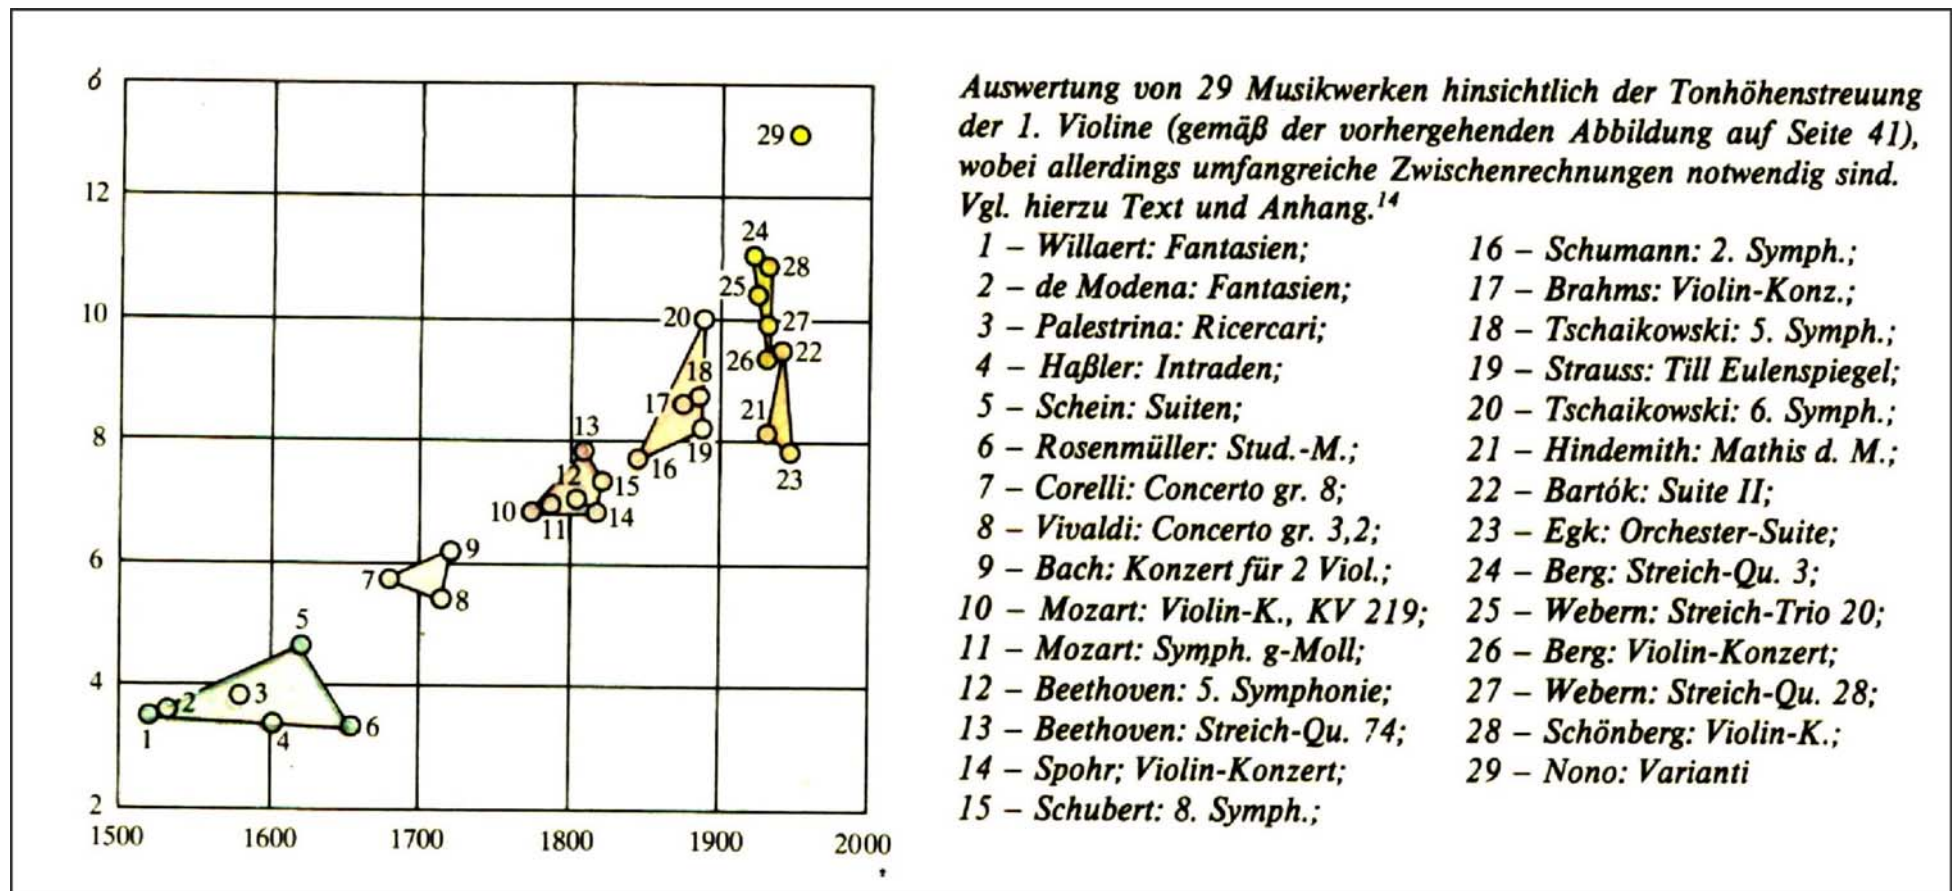 ό
12
10
8
6
4
2
1500 1600 1700 1800 1900 2000
1
2
3
4
5
6
7
8
9
10
11
12
13
14
15
16
17
18
19
20
21
22
23
24
25
26
27
28
29
Auswertung von 29 Musikwerken hinsichtlich der Tonhöhenstreuung
der 1. Violine (gemäß der vorhergehenden Abbildung auf Seite 41),
wobei allerdings umfangreiche Zwischenrechnungen notwendig sind.
Vgl. hierzu Text und Anhang.¹⁴
1 – Willaert: Fantasien;
2 – de Modena: Fantasien;
3 – Palestrina: Ricercari;
4 – Haßler: Intraden;
5 – Schein: Suiten;
6 – Rosenmüller: Stud.-M.;
7 – Corelli: Concerto gr. 8;
8 – Vivaldi: Concerto gr. 3,2;
9 – Bach: Konzert für 2 Viol.;
10 – Mozart: Violin-K., KV 219;
11 – Mozart: Symph. g-Moll;
12 – Beethoven: 5. Symphonie;
13 – Beethoven: Streich-Qu. 74;
14 – Spohr; Violin-Konzert;
15 – Schubert: 8. Symph.;
16 – Schumann: 2. Symph.;
17 – Brahms: Violin-Konz.;
18 – Tschaikowski: 5. Symph.;
19 – Strauss: Till Eulenspiegel;
20 – Tschaikowski: 6. Symph.;
21 – Hindemith: Mathis d. M.;
22 – Bartók: Suite II;
23 – Egk: Orchester-Suite;
24 – Berg: Streich-Qu. 3;
25 – Webern: Streich-Trio 20;
26 – Berg: Violin-Konzert;
27 – Webern: Streich-Qu. 28;
28 – Schönberg: Violin-K.;
29 – Nono: Varianti